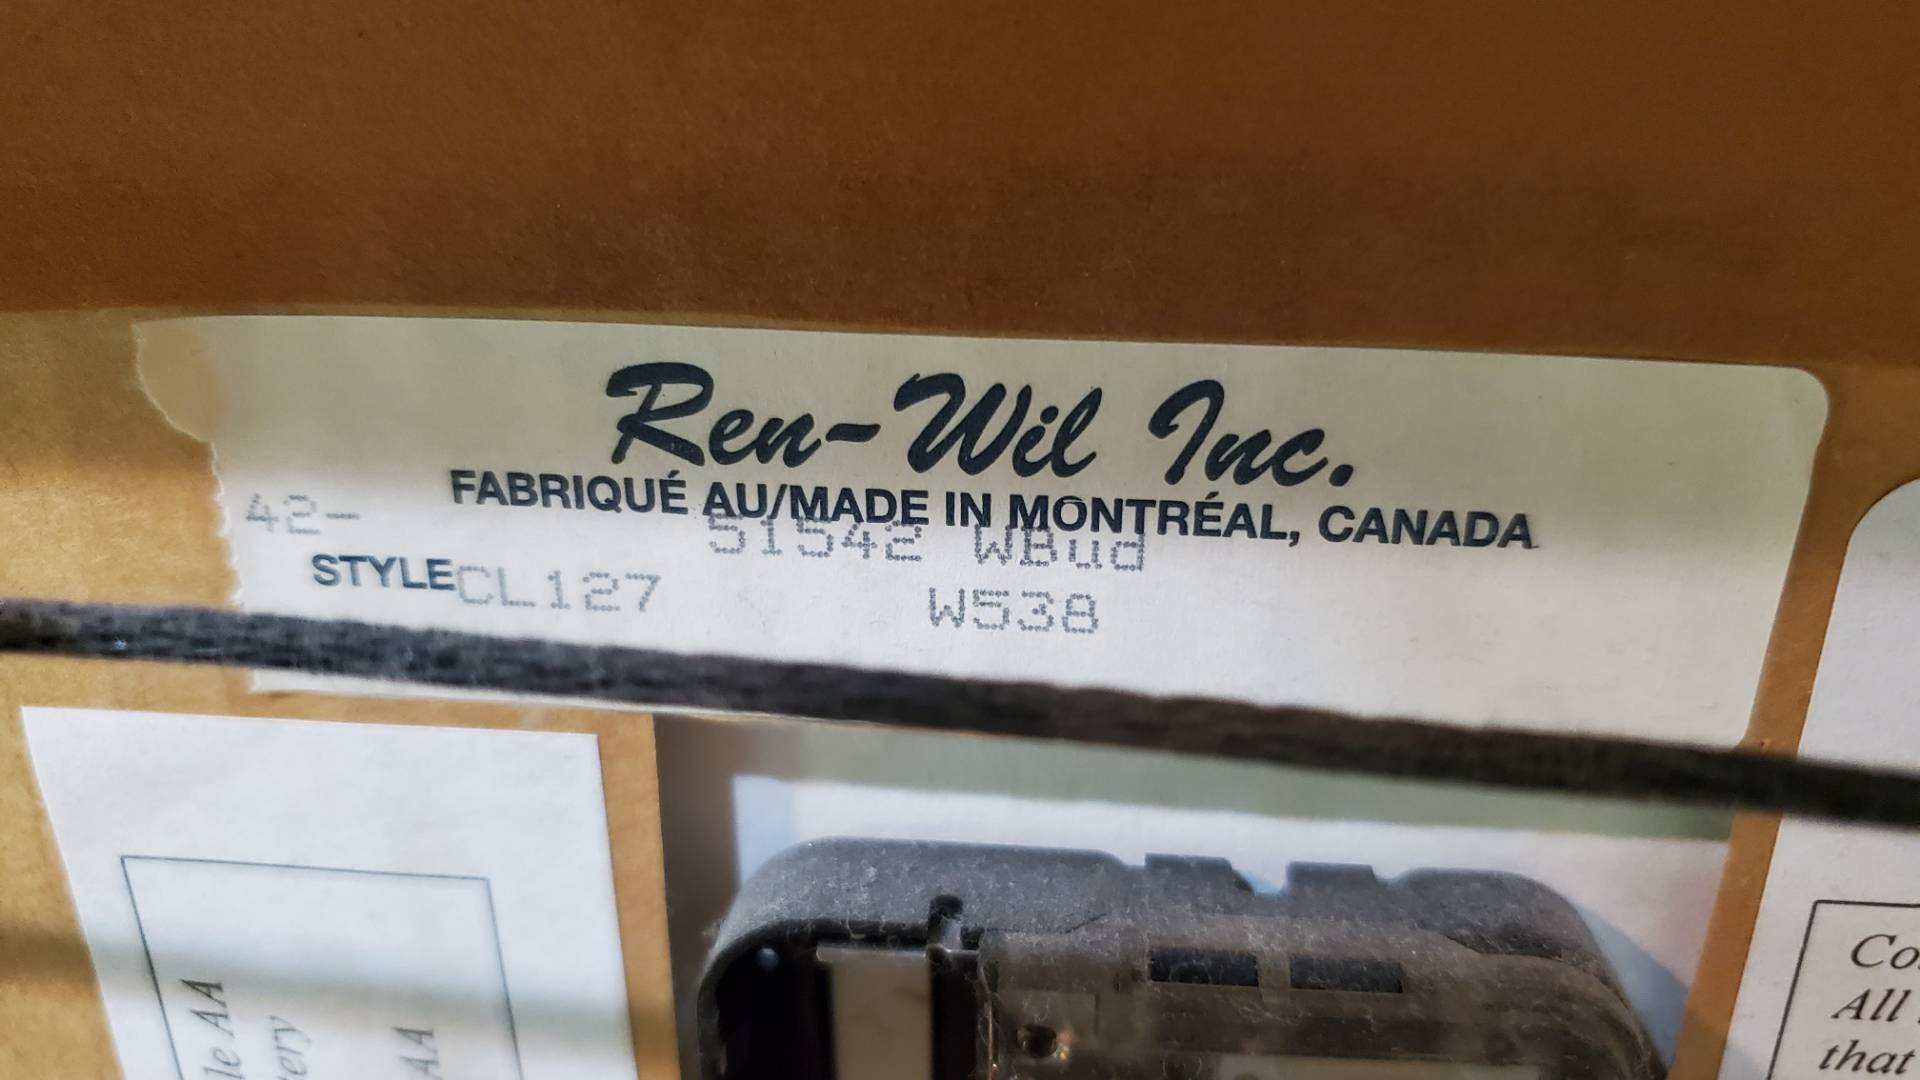 Ren-Wil Inc.
FABRIQUÉ AU/MADE IN MONTRÉAL, CANADA
42-
51542 WBud
STYLE CL127
W538
AA
AA
All
that